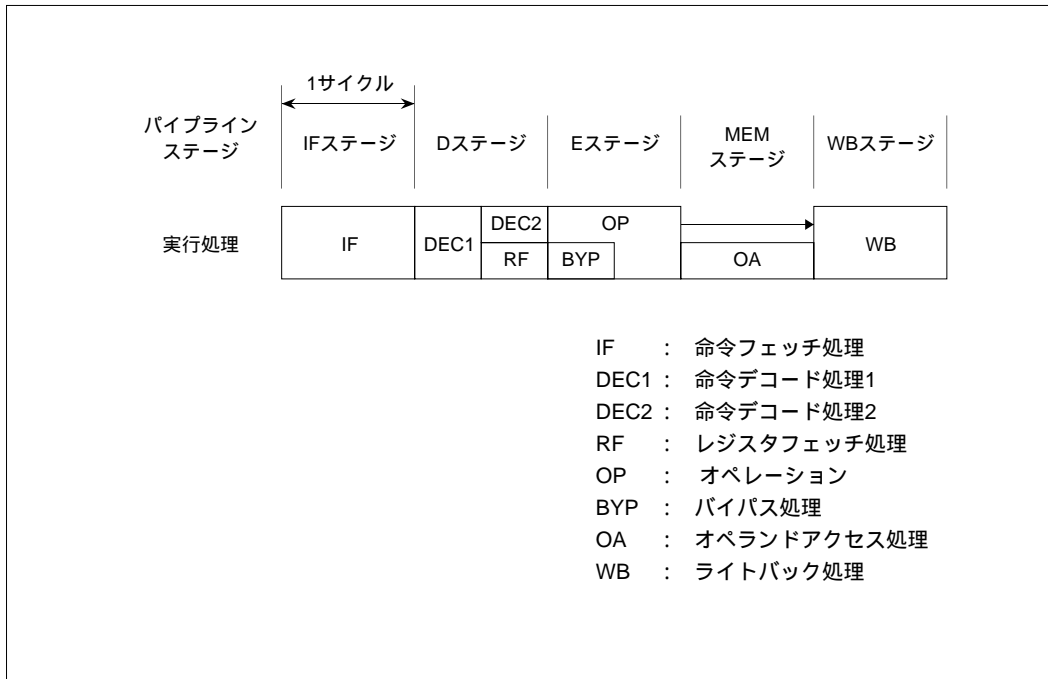 1サイクル
パイプライン
ステージ
IFステージ
Dステージ
Eステージ
MEM
ステージ
WBステージ
実行処理
IF
DEC1
DEC2
RF
OP
BYP
OA
WB
IF : 命令フェッチ処理
DEC1 : 命令デコード処理1
DEC2 : 命令デコード処理2
RF : レジスタフェッチ処理
OP : オペレーション
BYP : バイパス処理
OA : オペランドアクセス処理
WB : ライトバック処理